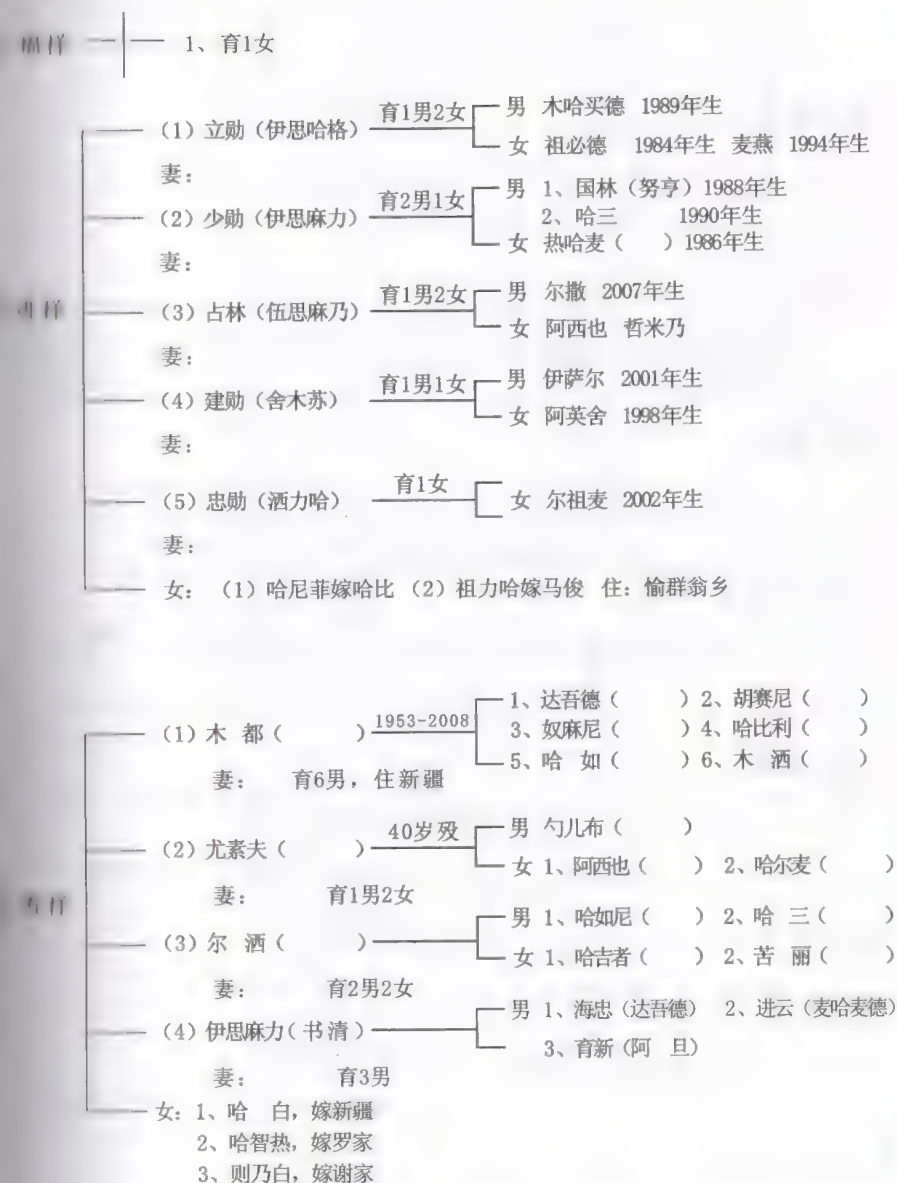 1、育1女
育1男2女 男 木哈买德 1989年生
(1)立勋(伊思哈格)
女 祖必德 1984年生 麦燕 1994年生
妻:
育2男1女 男 1、国林(努亨)1988年生
(2)少勋(伊思麻力) 2、哈三 1990年生
女 热哈麦( )1986年生
妻:
育1男2女 男 尔撒 2007年生
(3)占林(伍思麻乃)
女 阿西也 哲米乃
妻:
育1男1女 男 伊萨尔 2001年生
(4)建勋(舍木苏)
女 阿英舍 1998年生
妻:
育1女
(5)忠勋(洒力哈) 女 尔祖麦 2002年生
妻:
女: (1)哈尼菲嫁哈比 (2)祖力哈嫁马俊 住:愉群翁乡
1、达吾德( )2、胡赛尼( )
(1)木 都( ) 1953-2008 3、奴麻尼( )4、哈比利( )
5、哈 如( )6、木 洒( )
妻: 育6男,住新疆
40岁殁 男 勺儿布( )
(2)尤素夫( )
女 1、阿西也( ) 2、哈尔麦( )
妻: 育1男2女
男 1、哈如尼( ) 2、哈 三( )
(3)尔 洒( )
女 1、哈吉者( ) 2、苦 丽( )
妻: 育2男2女
男 1、海忠(达吾德) 2、进云(麦哈麦德)
(4)伊思麻力(书清)
3、育新(阿 旦)
妻: 育3男
女:1、哈 白,嫁新疆
2、哈智热,嫁罗家
3、则乃白,嫁谢家